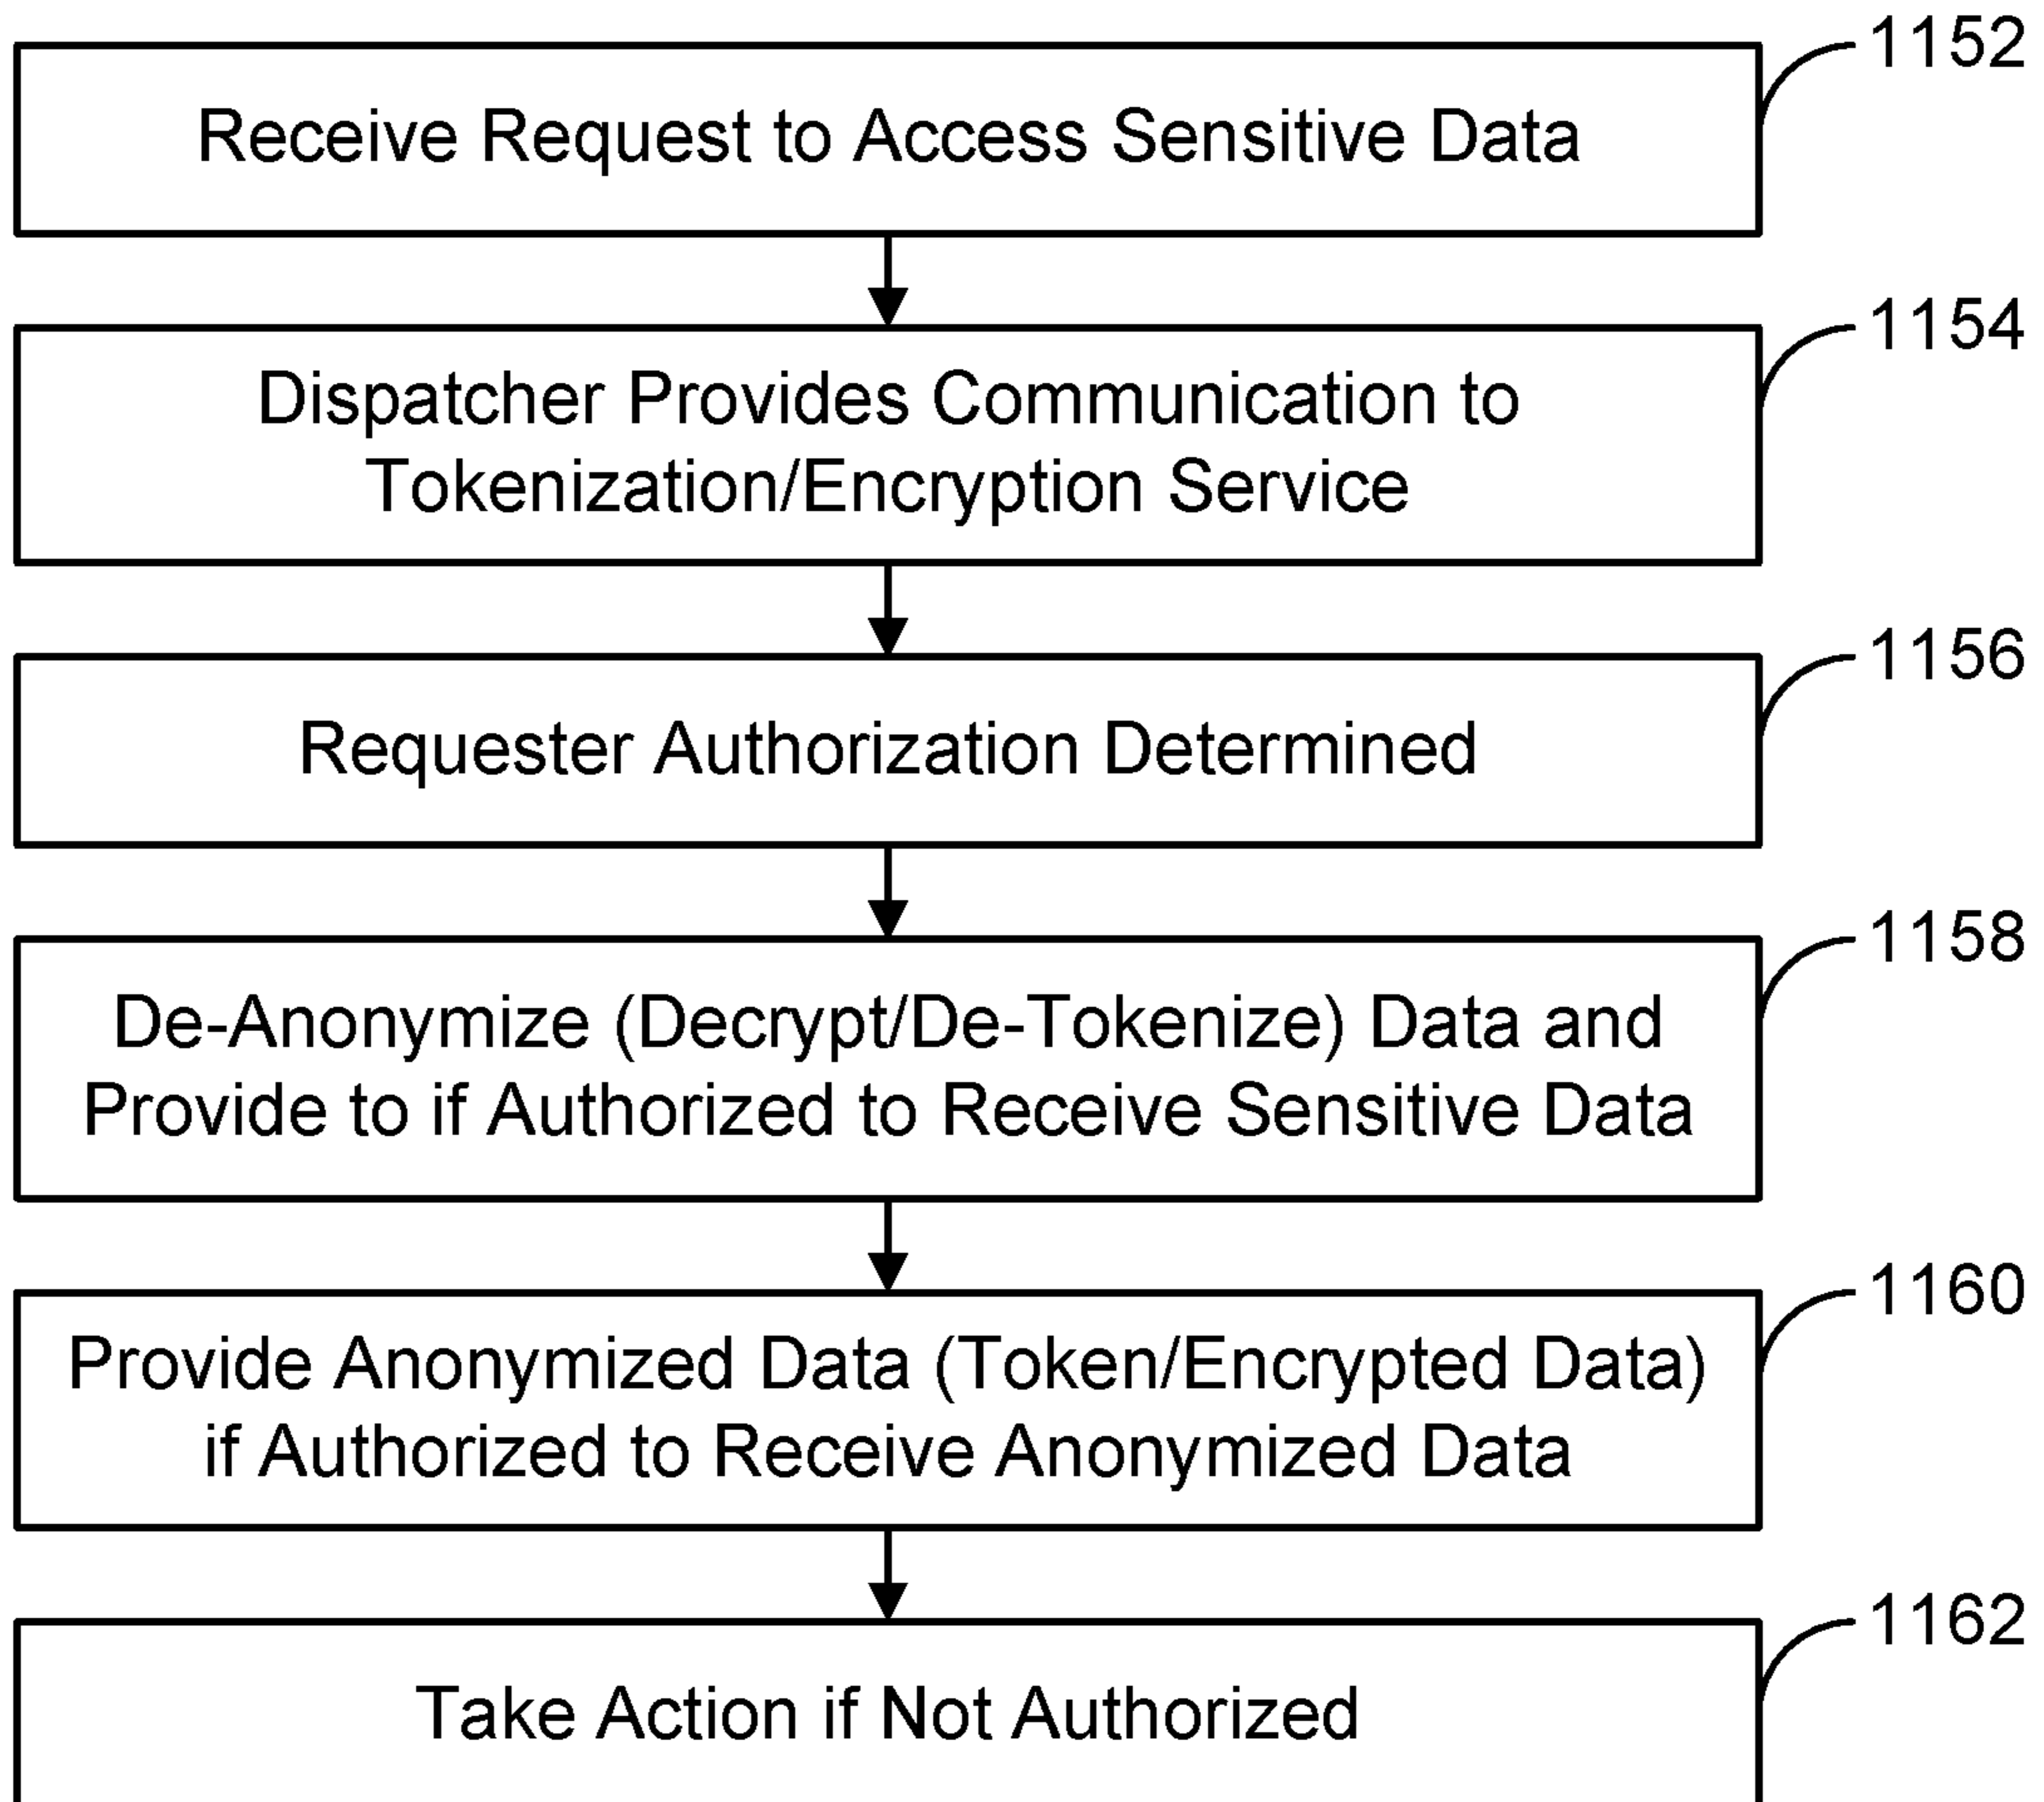 1152
Receive Request to Access Sensitive Data
1154
Dispatcher Provides Communication to
Tokenization/Encryption Service
1156
Requester Authorization Determined
1158
De-Anonymize (Decrypt/De-Tokenize) Data and
Provide to if Authorized to Receive Sensitive Data
1160
Provide Anonymized Data (Token/Encrypted Data)
if Authorized to Receive Anonymized Data
1162
Take Action if Not Authorized